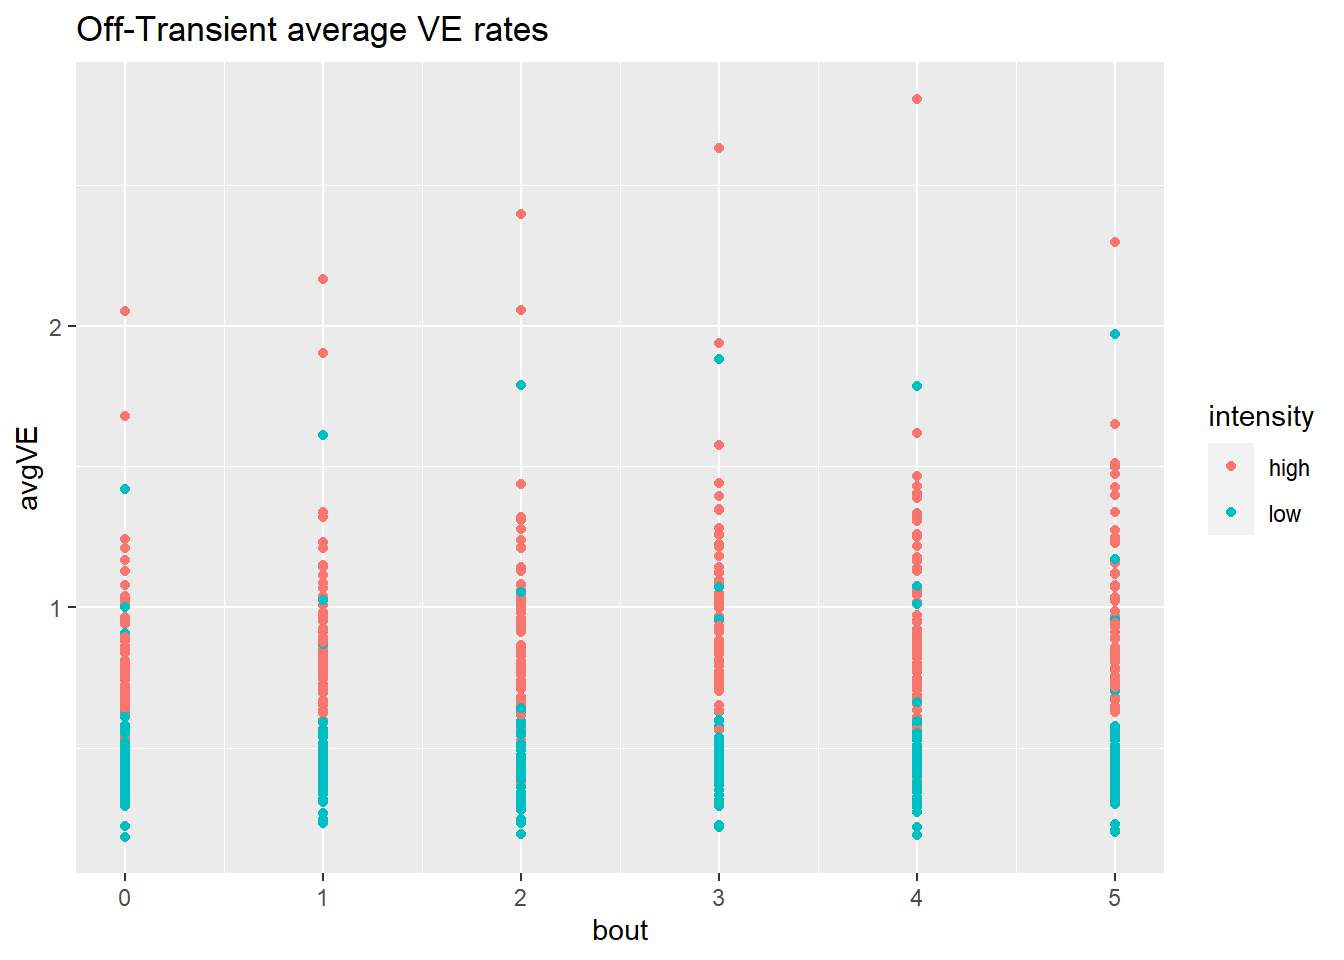 Off-Transient average VE rates
avgVE
2
1
0 1 2 3 4 5
bout
intensity
high
low